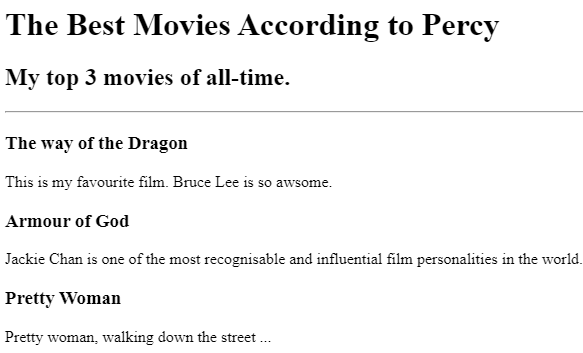 The Best Movies According to Percy
My top 3 movies of all-time.
The way of the Dragon
This is my favourite film. Bruce Lee is so awsome.
Armour of God
Jackie Chan is one of the most recognisable and influential film personalities in the world.
Pretty Woman
Pretty woman, walking down the street ...